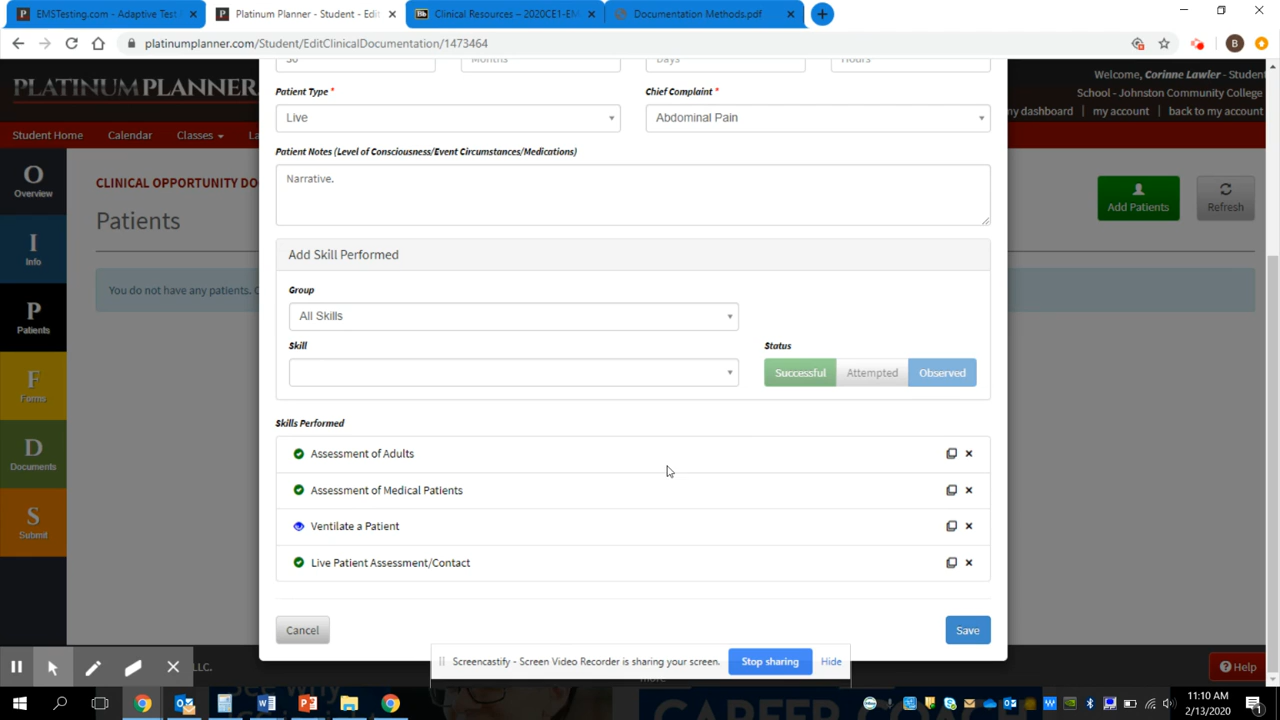 EMSTesting.com - Adaptive Test
Platinum Planner - Student - Edit
Clinical Resources – 2020CE1-EM
Documentation Methods.pdf
platinumplanner.com/Student/EditClinicalDocumentation/1473464
B
PLATINUM PLANNER
Welcome, Corinne Lawler - Student
School - Johnston Community College
my dashboard | my account | back to my account
Student Home Calendar Classes La
O
Overview
I
Info
P
Patients
F
Forms
D
Documents
S
Submit
CLINICAL OPPORTUNITY DO
Patients
You do not have any patients.
Add Patients
Refresh
Months
Days
Hours
Patient Type *
Live
Chief Complaint *
Abdominal Pain
Patient Notes (Level of Consciousness/Event Circumstances/Medications)
Narrative.
Add Skill Performed
Group
All Skills
Skill
Status
Successful Attempted Observed
Skills Performed
Assessment of Adults
Assessment of Medical Patients
Ventilate a Patient
Live Patient Assessment/Contact
Cancel
Save
Screencastify - Screen Video Recorder is sharing your screen.
Stop sharing
Hide
LLC.
Help
CAREER COACH
11:10 AM
2/13/2020